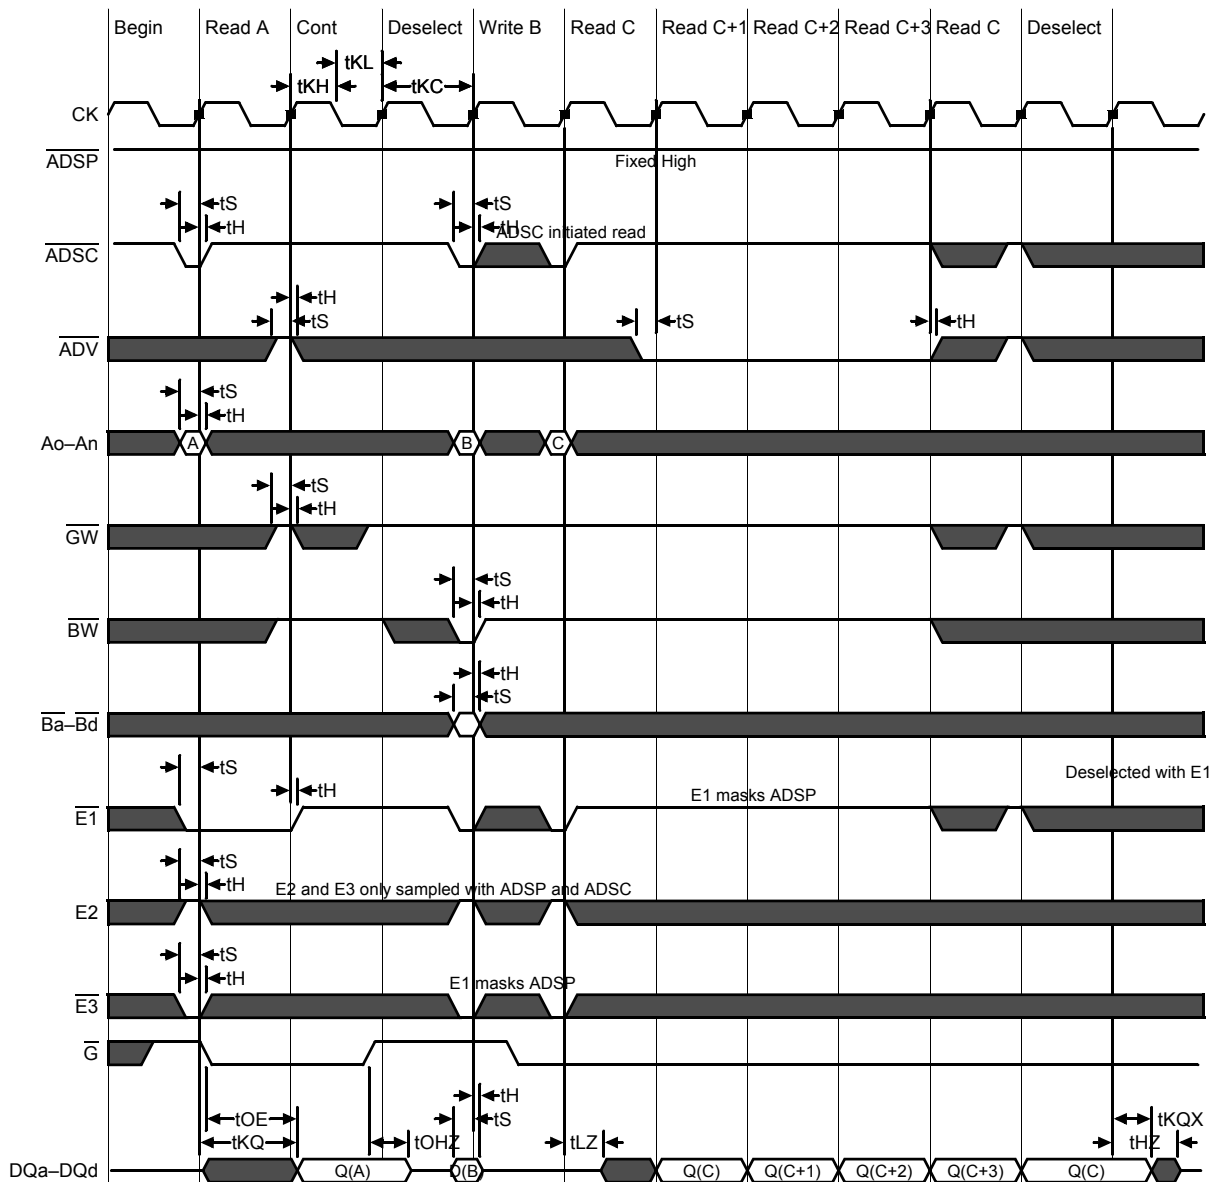 Begin Read A Cont Deselect Write B Read C Read C+1 Read C+2 Read C+3 Read C Deselect
tKL
tKH tKC
CK
ADSP Fixed High
tS tS
tH tH
ADSC ADSC initiated read
tH
tS tS tH
ADV
tS
tH
Ao–An A B C
tS
tH
GW
tS
tH
BW
tH
tS
Ba–Bd
tS Deselected with E1
tH E1 masks ADSP
E1
tS
tH E2 and E3 only sampled with ADSP and ADSC
E2
tS
tH E1 masks ADSP
E3
G
tH
tOE tS tKQX
tKQ tOHZ tLZ tHZ
DQa–DQd Q(A) D(B) Q(C) Q(C+1) Q(C+2) Q(C+3) Q(C)